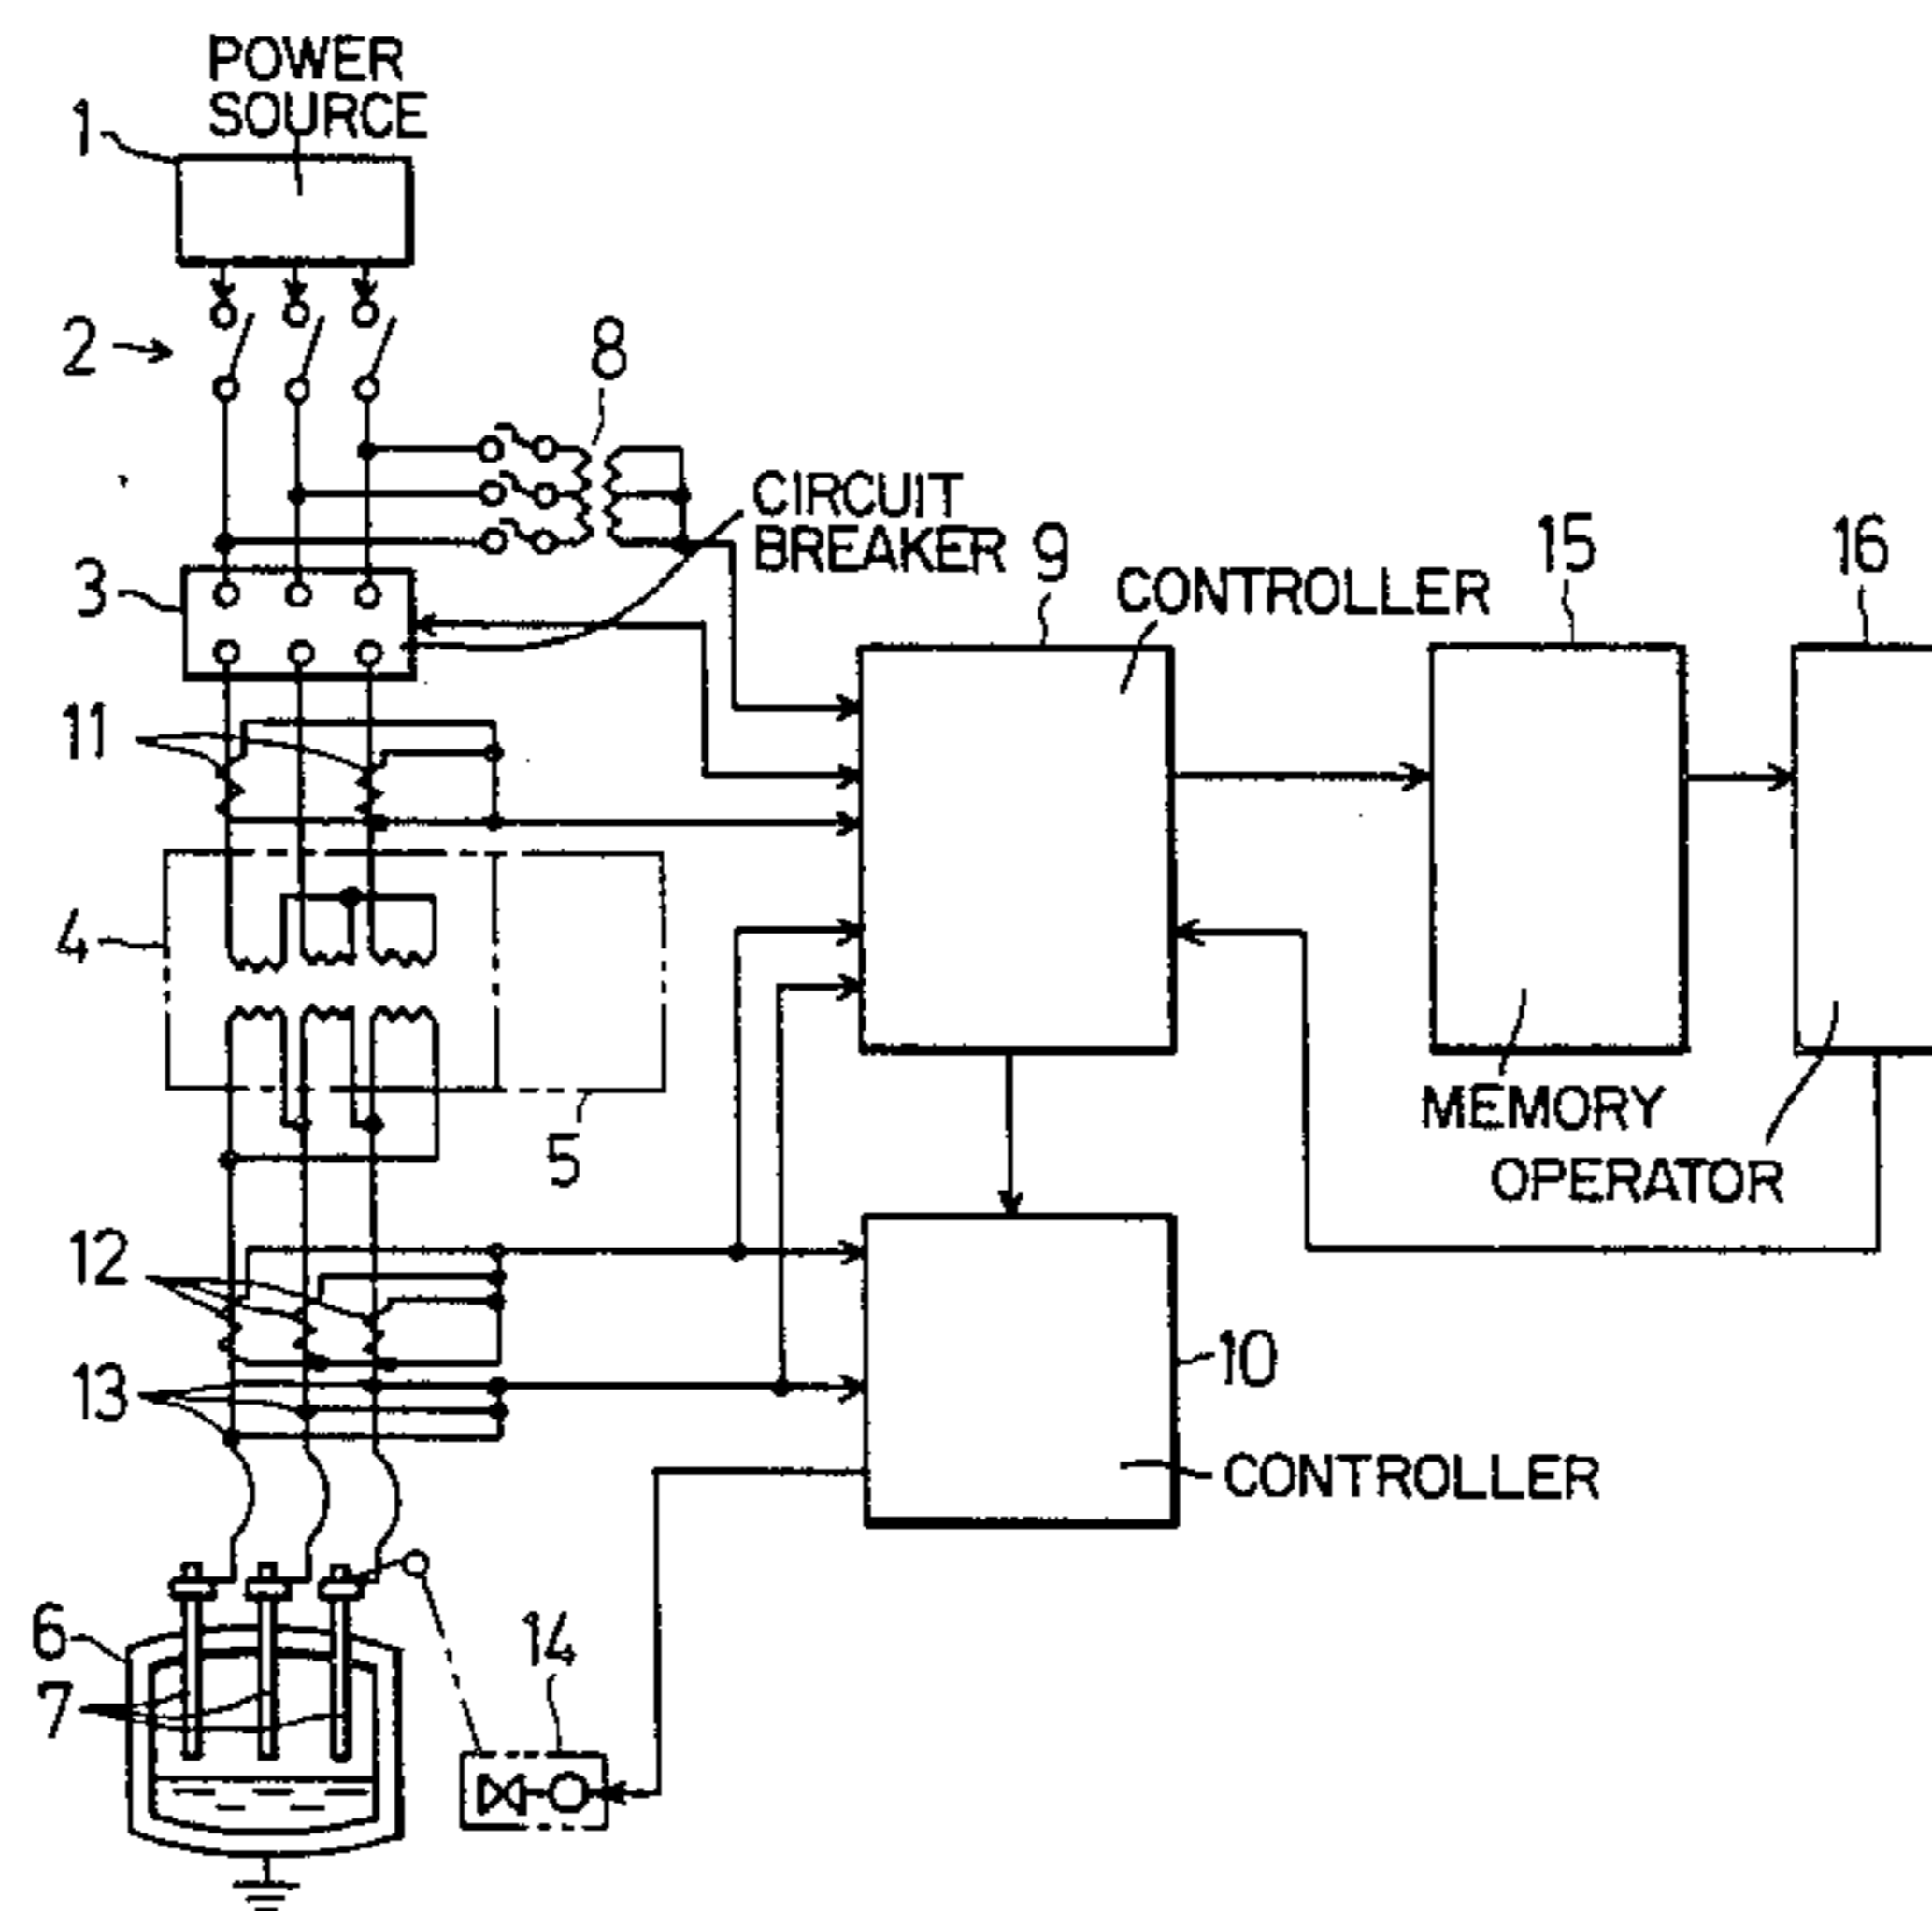 POWER
SOURCE
1
2
8
CIRCUIT
BREAKER
9
CONTROLLER
15
16
3
11
4
5
MEMORY
OPERATOR
12
13
10
CONTROLLER
6
7
14